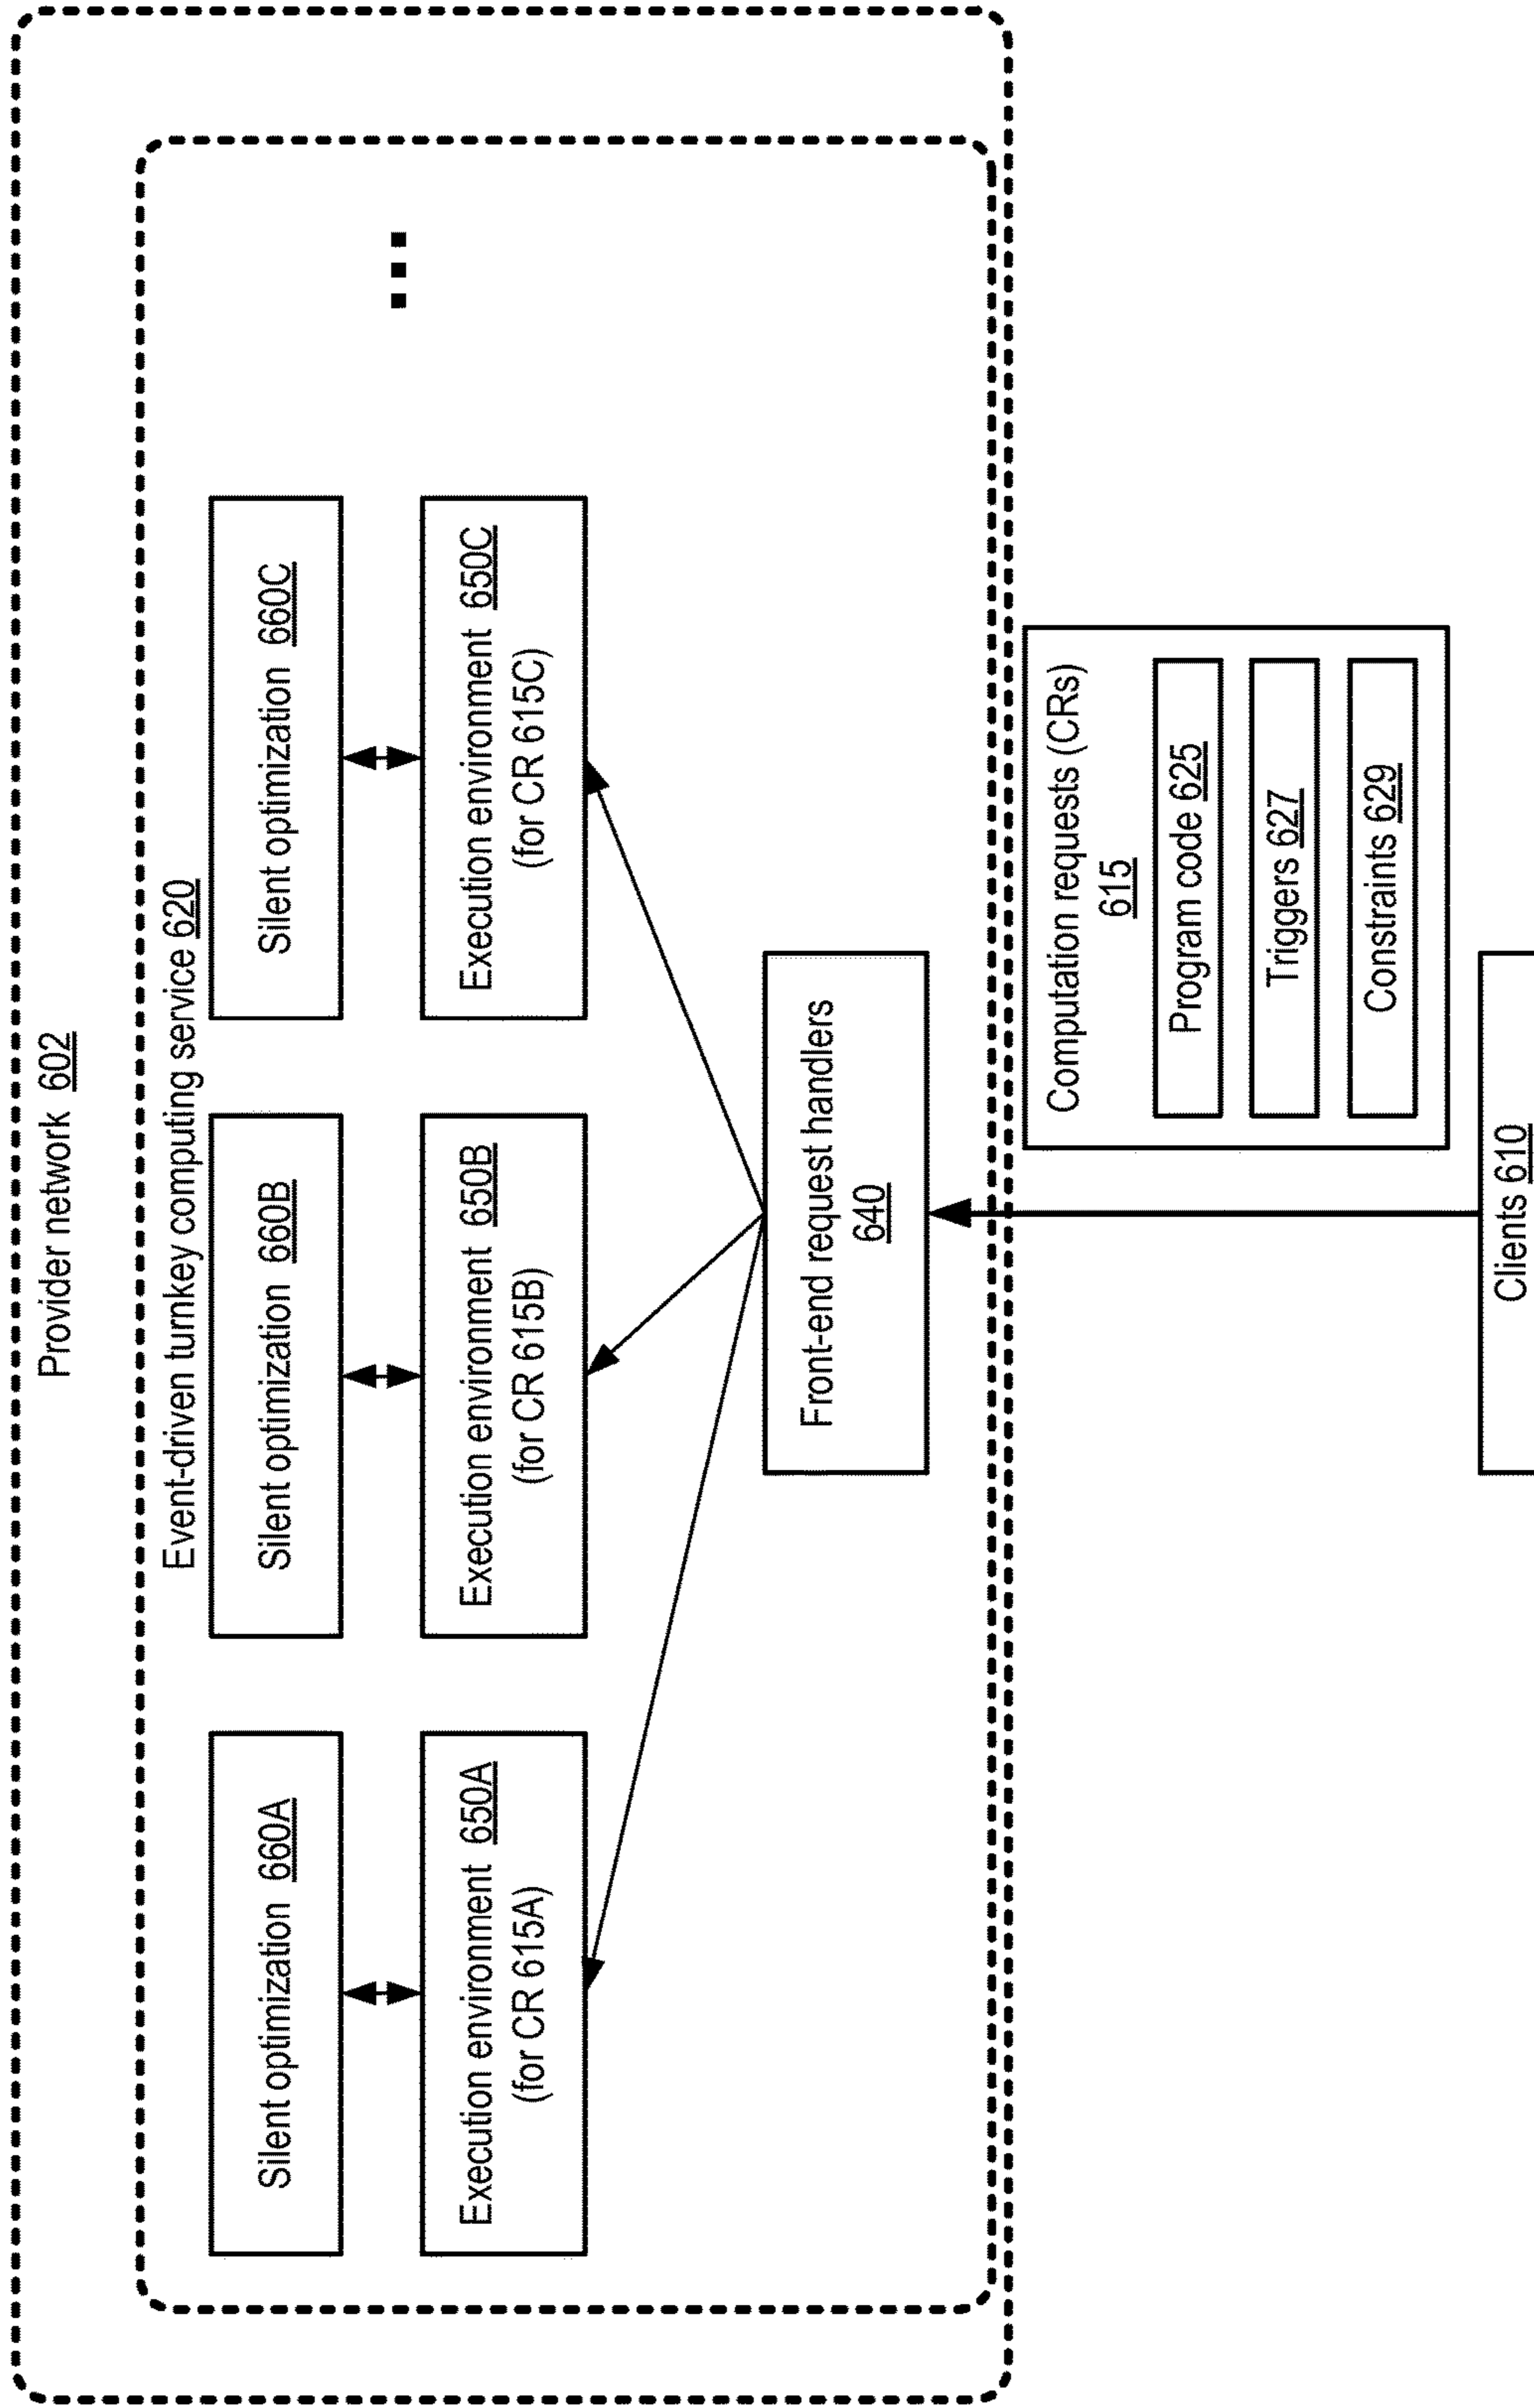 Provider network 602
Event-driven turnkey computing service 620
Silent optimization 660A
Silent optimization 660B
Silent optimization 660C
Execution environment 650A
(for CR 615A)
Execution environment 650B
(for CR 615B)
Execution environment 650C
(for CR 615C)
Front-end request handlers
640
Computation requests (CRs)
615
Program code 625
Triggers 627
Constraints 629
Clients 610